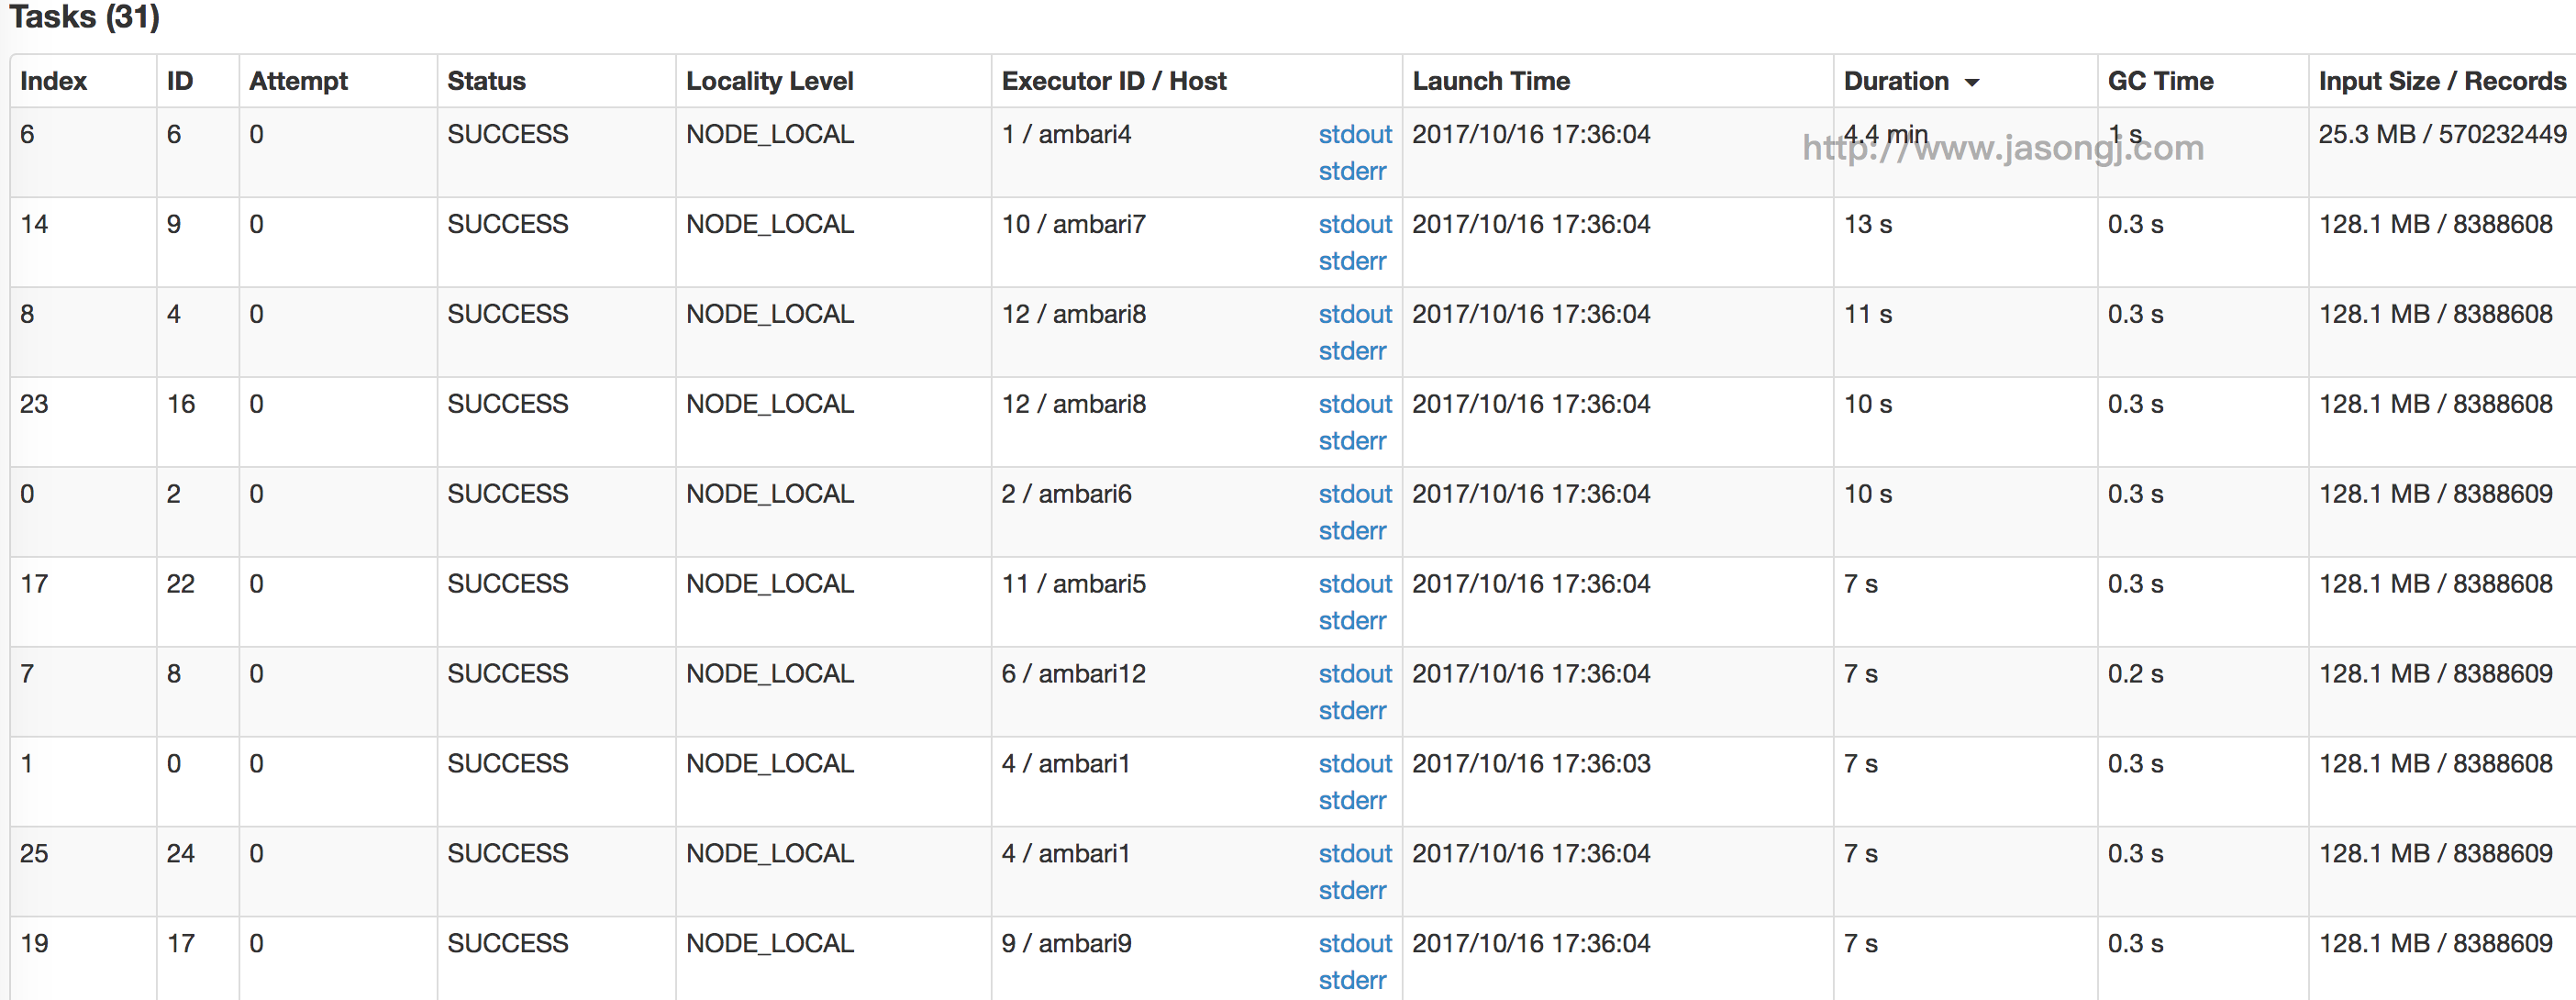 Tasks (31)
Index ID Attempt Status Locality Level Executor ID / Host Launch Time Duration GC Time Input Size / Records
6 6 0 SUCCESS NODE_LOCAL 1 / ambari4 stdout 2017/10/16 17:36:04 4.4 min 1 s 25.3 MB / 570232449
http://www.jasongj.com
stderr
14 9 0 SUCCESS NODE_LOCAL 10 / ambari7 stdout 2017/10/16 17:36:04 13 s 0.3 s 128.1 MB / 8388608
stderr
8 4 0 SUCCESS NODE_LOCAL 12 / ambari8 stdout 2017/10/16 17:36:04 11 s 0.3 s 128.1 MB / 8388608
stderr
23 16 0 SUCCESS NODE_LOCAL 12 / ambari8 stdout 2017/10/16 17:36:04 10 s 0.3 s 128.1 MB / 8388608
stderr
0 2 0 SUCCESS NODE_LOCAL 2 / ambari6 stdout 2017/10/16 17:36:04 10 s 0.3 s 128.1 MB / 8388609
stderr
17 22 0 SUCCESS NODE_LOCAL 11 / ambari5 stdout 2017/10/16 17:36:04 7 s 0.3 s 128.1 MB / 8388608
stderr
7 8 0 SUCCESS NODE_LOCAL 6 / ambari12 stdout 2017/10/16 17:36:04 7 s 0.2 s 128.1 MB / 8388609
stderr
1 0 0 SUCCESS NODE_LOCAL 4 / ambari1 stdout 2017/10/16 17:36:03 7 s 0.3 s 128.1 MB / 8388608
stderr
25 24 0 SUCCESS NODE_LOCAL 4 / ambari1 stdout 2017/10/16 17:36:04 7 s 0.3 s 128.1 MB / 8388609
stderr
19 17 0 SUCCESS NODE_LOCAL 9 / ambari9 stdout 2017/10/16 17:36:04 7 s 0.3 s 128.1 MB / 8388609
stderr